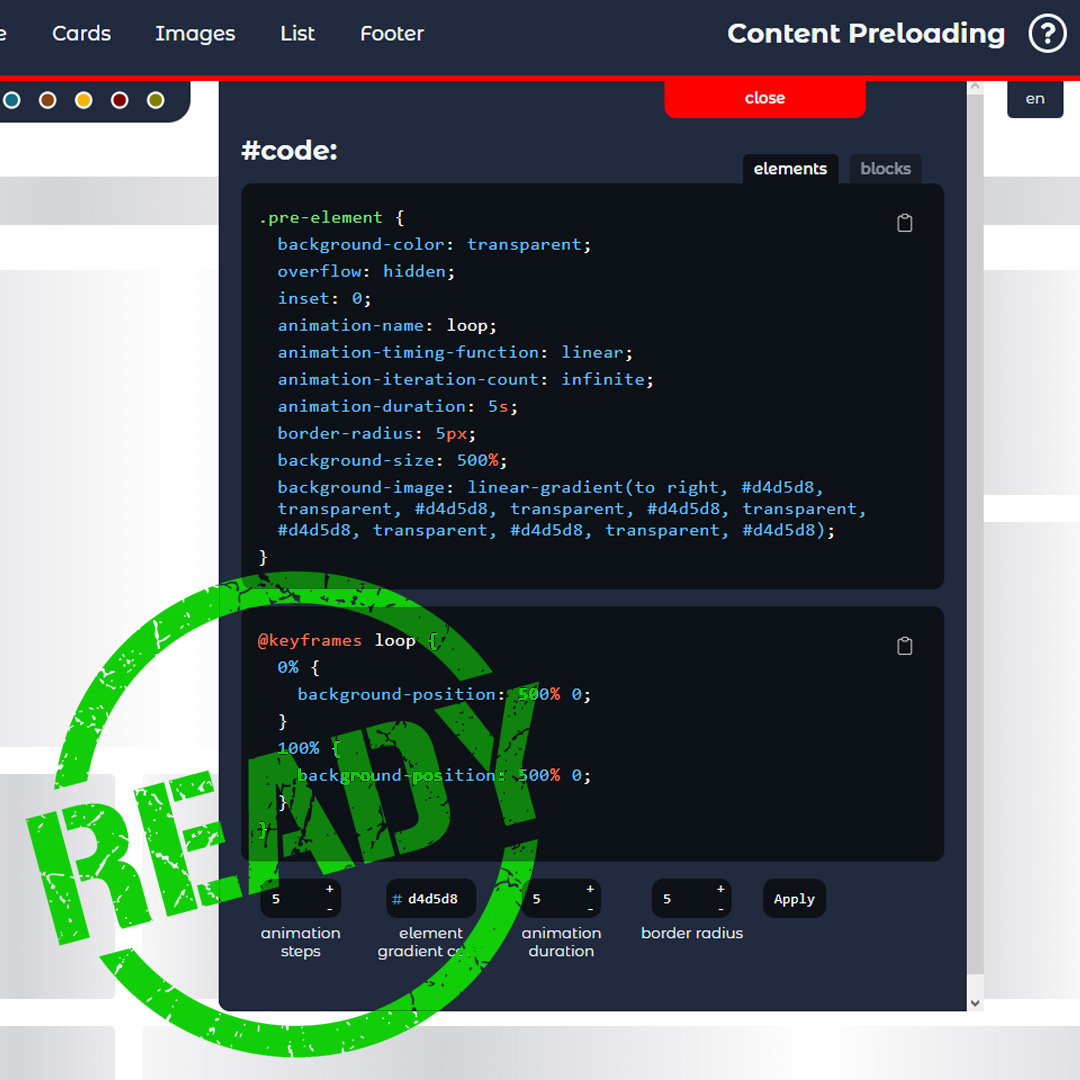 e Cards Images List Footer Content Preloading ?
close
en
#code:
elements blocks
.pre-element {
background-color: transparent;
overflow: hidden;
inset: 0;
animation-name: loop;
animation-timing-function: linear;
animation-iteration-count: infinite;
animation-duration: 5s;
border-radius: 5px;
background-size: 500%;
background-image: linear-gradient(to right, #d4d5d8,
transparent, #d4d5d8, transparent, #d4d5d8, transparent,
#d4d5d8, transparent, #d4d5d8, transparent, #d4d5d8);
}
@keyframes loop {
0% {
background-position: 500% 0;
}
100% {
background-position: 500% 0;
}
}
READY
5 + - # d4d5d8 5 + - 5 + - Apply
animation element animation border radius
steps gradient duration